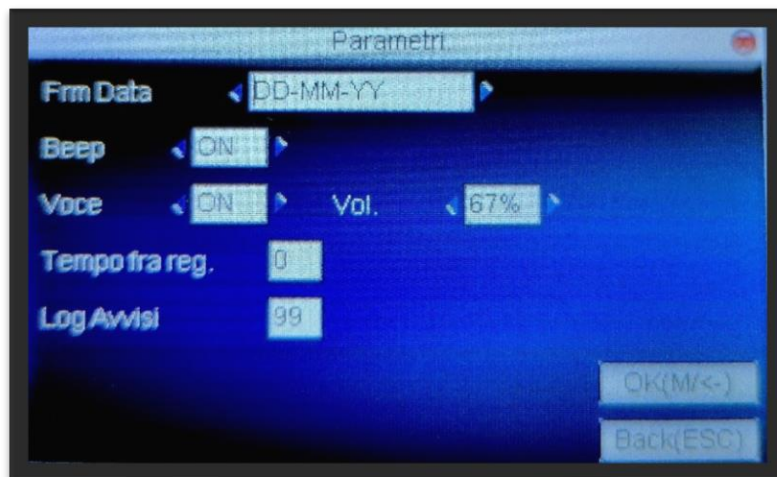 Parametri
Frm Data DD-MM-YY
Beep ON
Voce ON Vol. 67%
Tempo fra reg. 0
Log Avvisi 99
OK(M/<-)
Back(ESC)